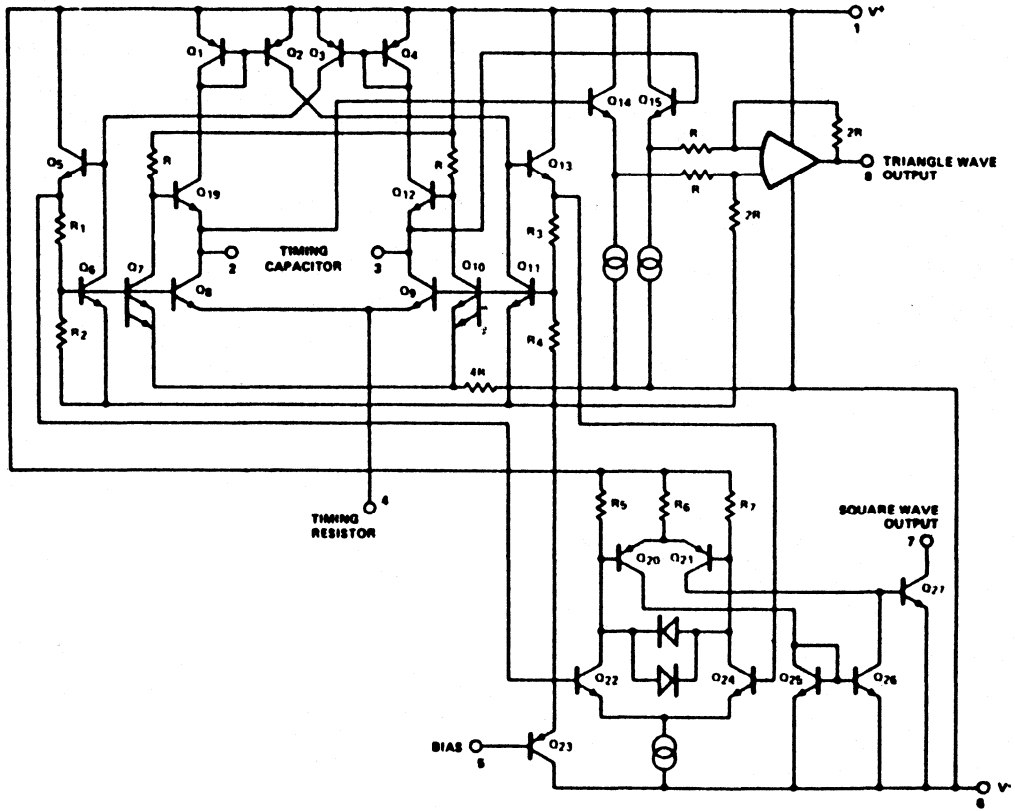 V+
1
Q1
Q2
Q3
Q4
Q14
Q15
R
2R
Q5
R
R
Q13
TRIANGLE WAVE
OUTPUT
8
Q19
Q12
R
2R
R1
TIMING
CAPACITOR
2
3
R3
Q6
Q7
Q8
Q9
Q10
Q11
R2
R4
4R
4
TIMING
RESISTOR
R5
R6
R7
SQUARE WAVE
OUTPUT
7
Q20
Q21
Q27
Q22
Q24
Q25
Q26
BIAS
5
Q23
V-
6